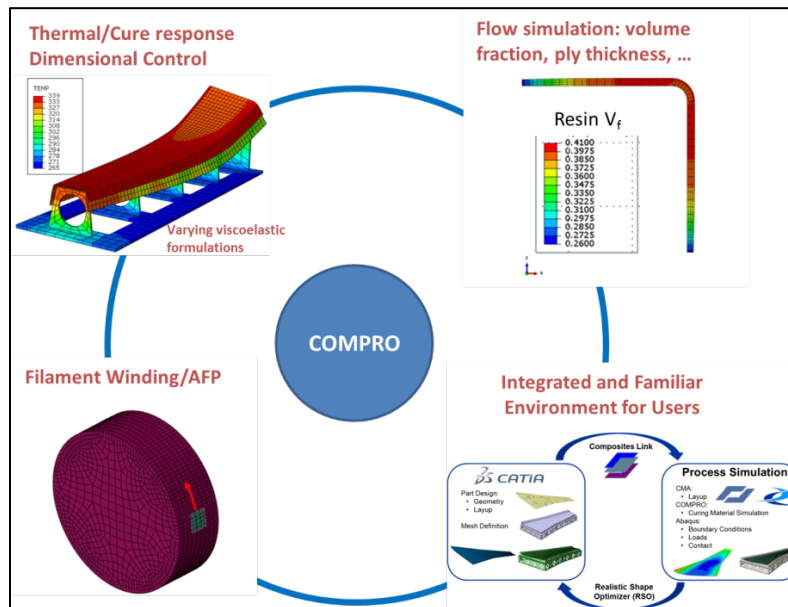 Thermal/Cure response
Dimensional Control
TEMP
339
333
327
320
314
308
302
296
290
284
278
271
265
Varying viscoelastic
formulations
Flow simulation: volume
fraction, ply thickness, …
Resin Vf
0.4100
0.3975
0.3850
0.3725
0.3600
0.3475
0.3350
0.3225
0.3100
0.2975
0.2850
0.2725
0.2600
z
x
COMPRO
Filament Winding/AFP
Integrated and Familiar
Environment for Users
Composites Link
CATIA
Part Design:
• Geometry
• Layup
Mesh Definition
Process Simulation
CMA:
• Layup
COMPRO:
• Curing Material Simulation
Abaqus:
• Boundary Conditions
• Loads
• Contact
Realistic Shape
Optimizer (RSO)